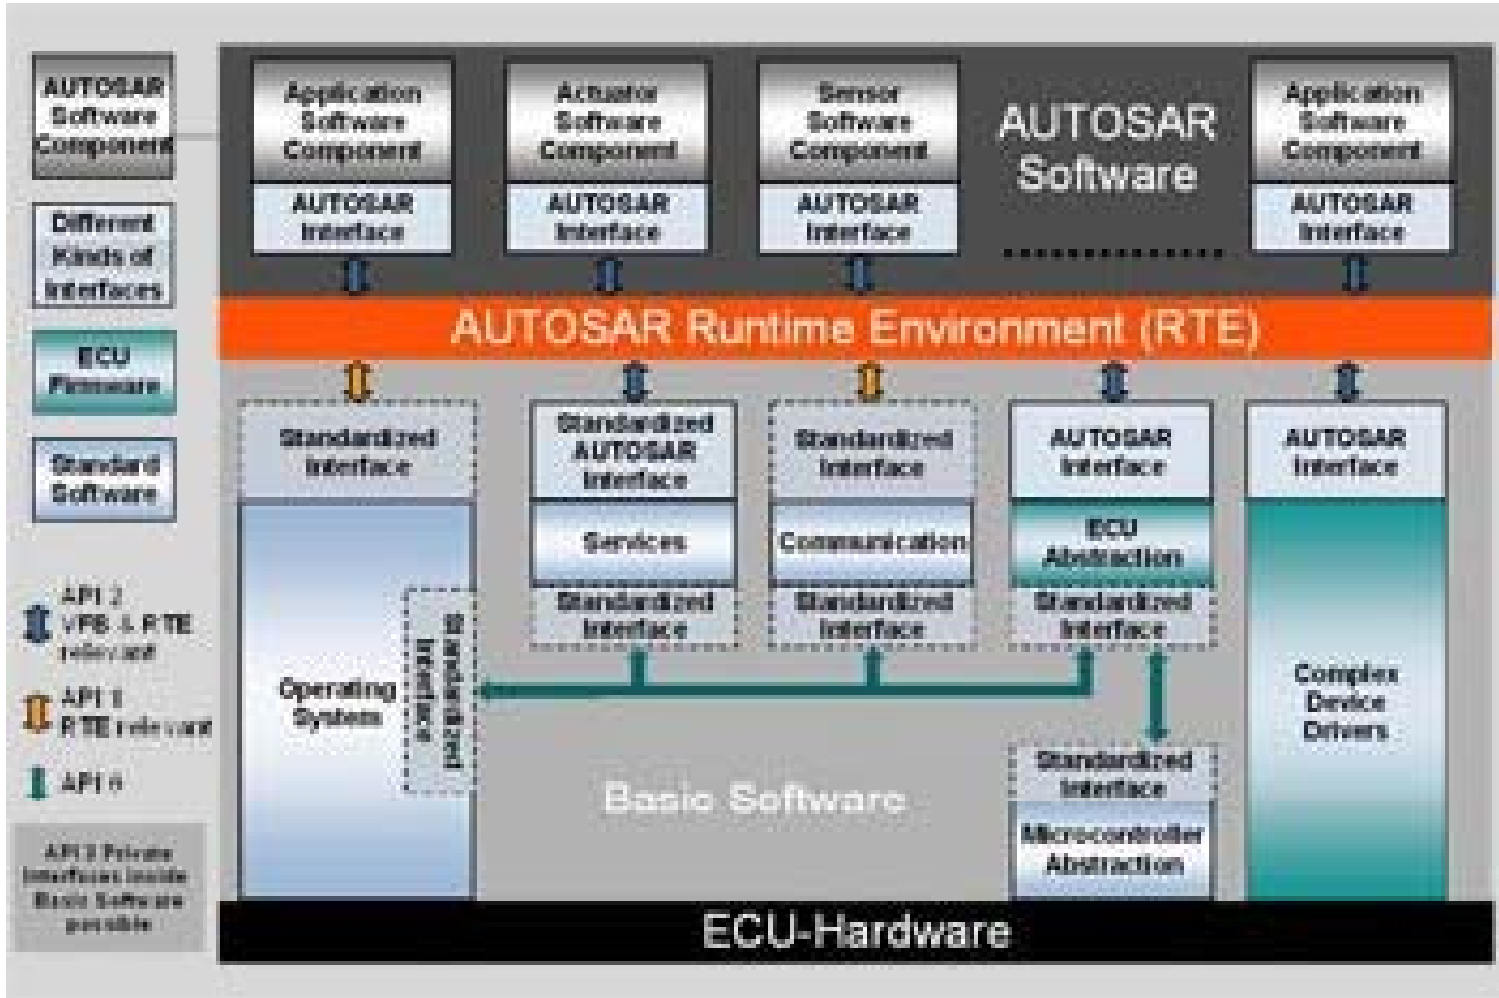 AUTOSAR
Software
Component
Different
Kinds of
Interfaces
ECU
Firmware
Standard
Software
API 2
VFB & RTE
relevant
API 1
RTE relevant
API 0
API 3 Private
Interfaces inside
Basic Software
possible
Application
Software
Component
AUTOSAR
Interface
Actuator
Software
Component
AUTOSAR
Interface
Sensor
Software
Component
AUTOSAR
Interface
AUTOSAR
Software
..............
Application
Software
Component
AUTOSAR
Interface
AUTOSAR Runtime Environment (RTE)
Standardized
Interface
Operating
System
Standardized
Interface
Standardized
AUTOSAR
Interface
Services
Standardized
Interface
Standardized
Interface
Communication
Standardized
Interface
AUTOSAR
Interface
ECU
Abstraction
Standardized
Interface
Standardized
Interface
Microcontroller
Abstraction
AUTOSAR
Interface
Complex
Device
Drivers
Basic Software
ECU-Hardware